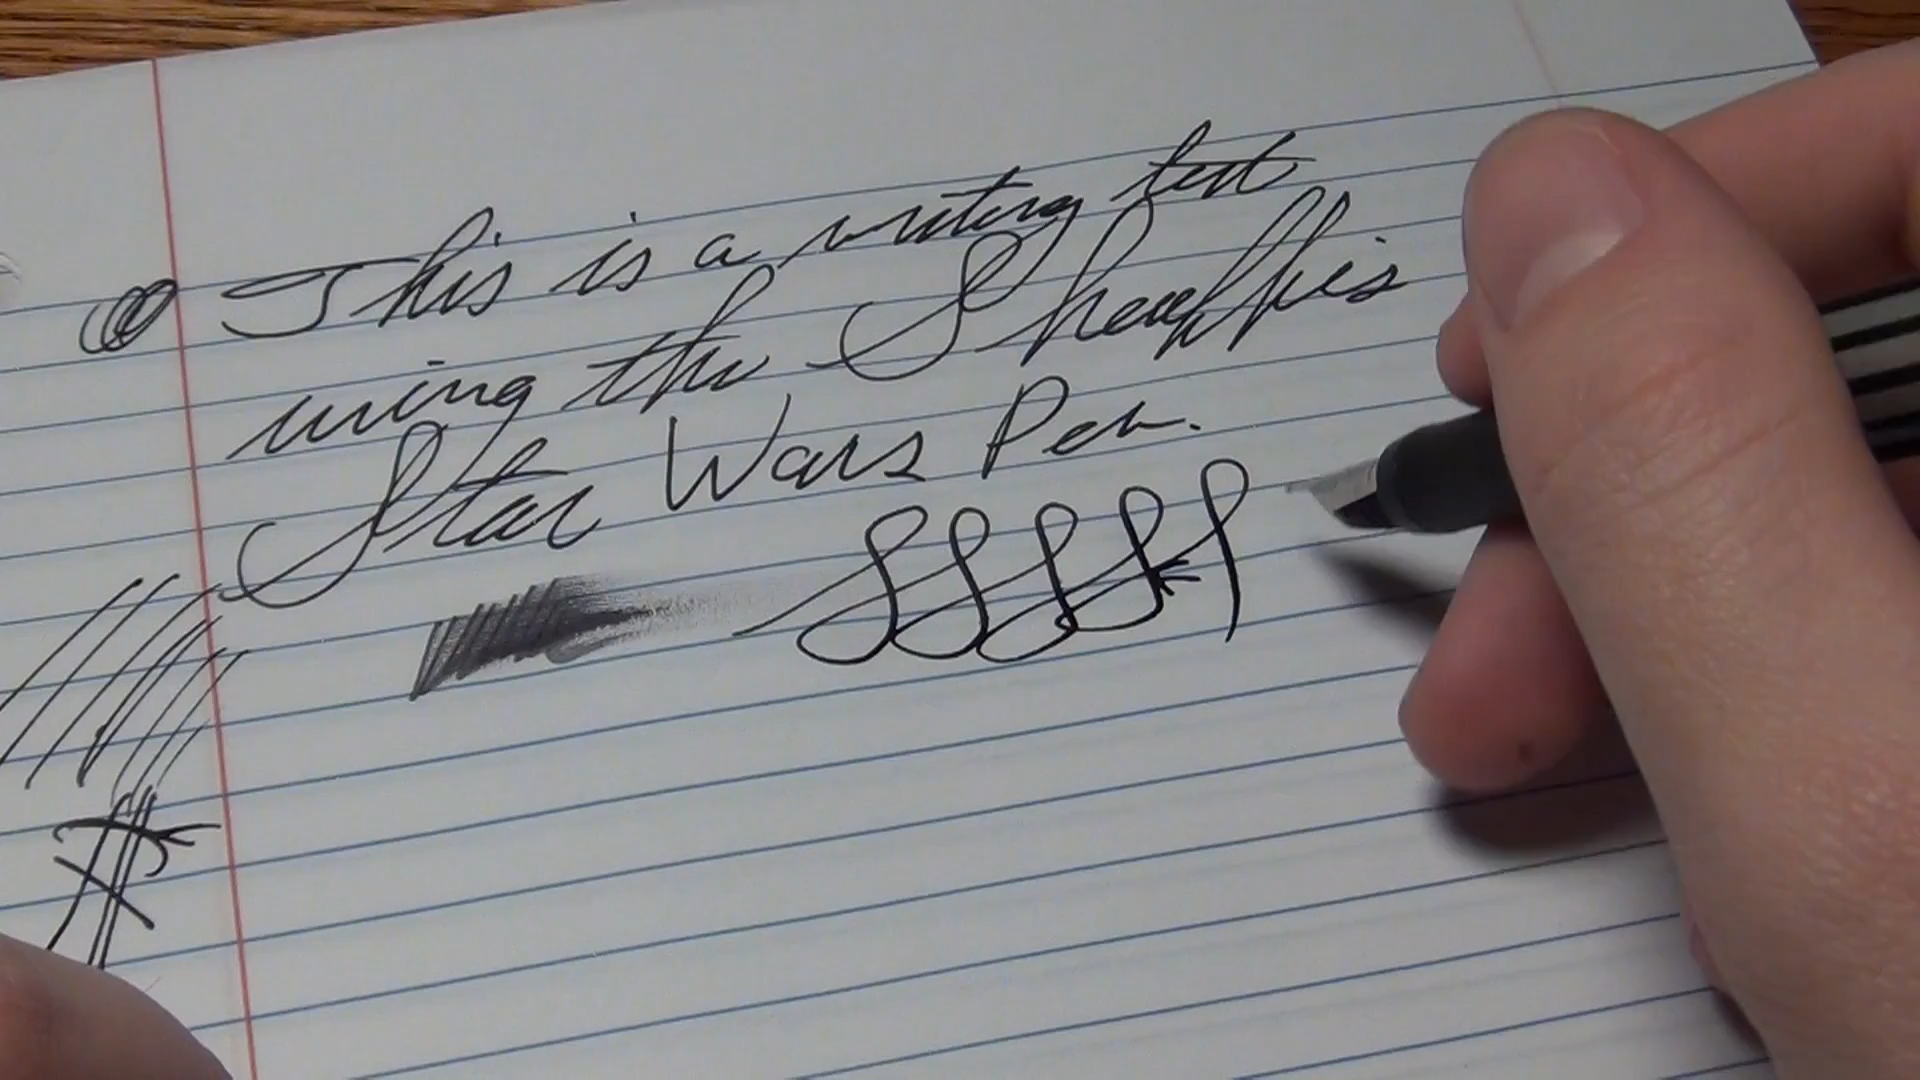 This is a writing test
using the Sheaffer's
Star Wars Pen.